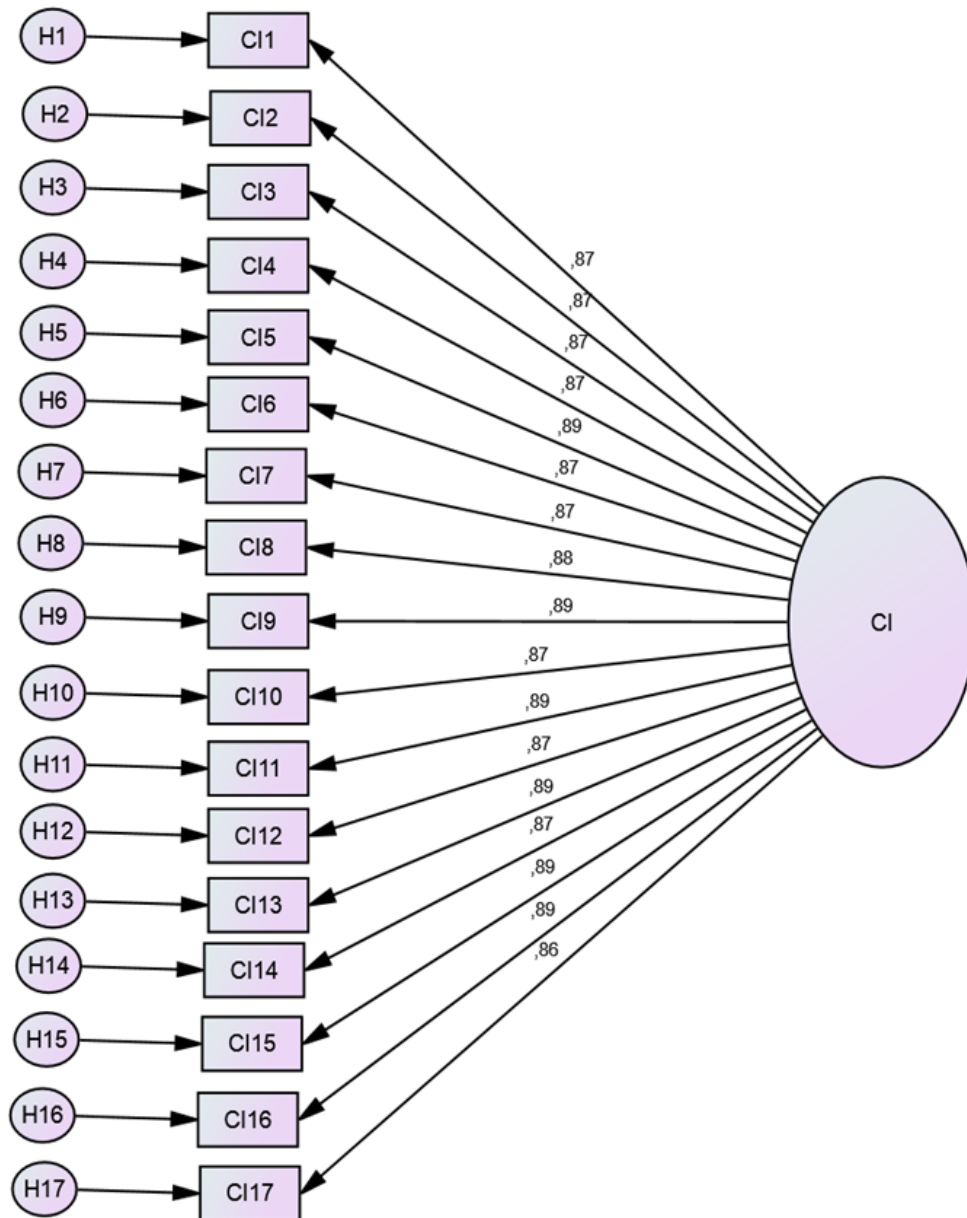 H1
CI1
H2
CI2
H3
CI3
H4
CI4
H5
CI5
H6
CI6
H7
CI7
H8
CI8
H9
CI9
H10
CI10
H11
CI11
H12
CI12
H13
CI13
H14
CI14
H15
CI15
H16
CI16
H17
CI17
,87
,87
,87
,87
,89
,87
,87
,88
,89
,87
,89
,87
,89
,87
,89
,89
,86
CI